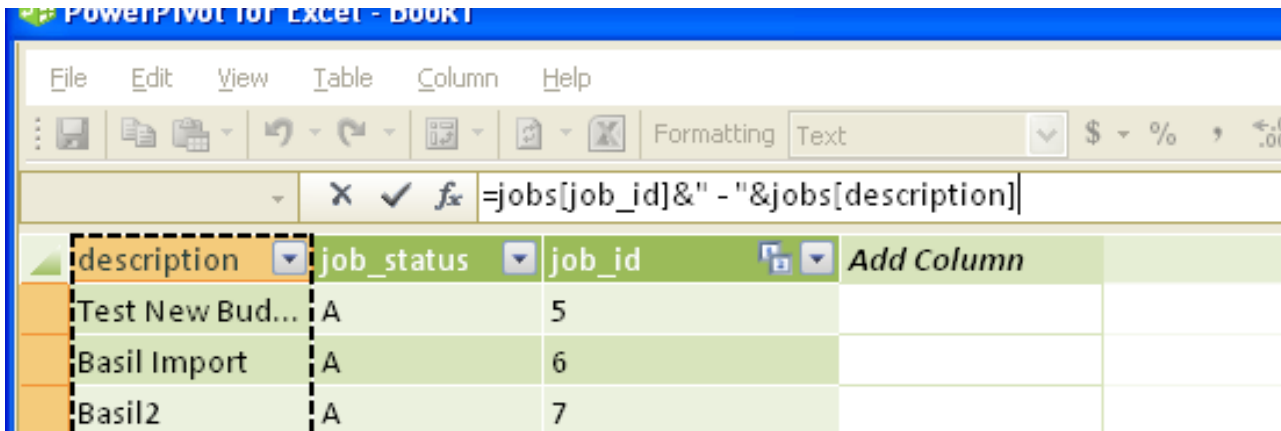 PowerPivot for Excel - Book1
File Edit View Table Column Help
Formatting Text $ % , .00
=jobs[job_id]&" - "&jobs[description]
description job_status job_id Add Column
Test New Bud... A 5
Basil Import A 6
Basil2 A 7